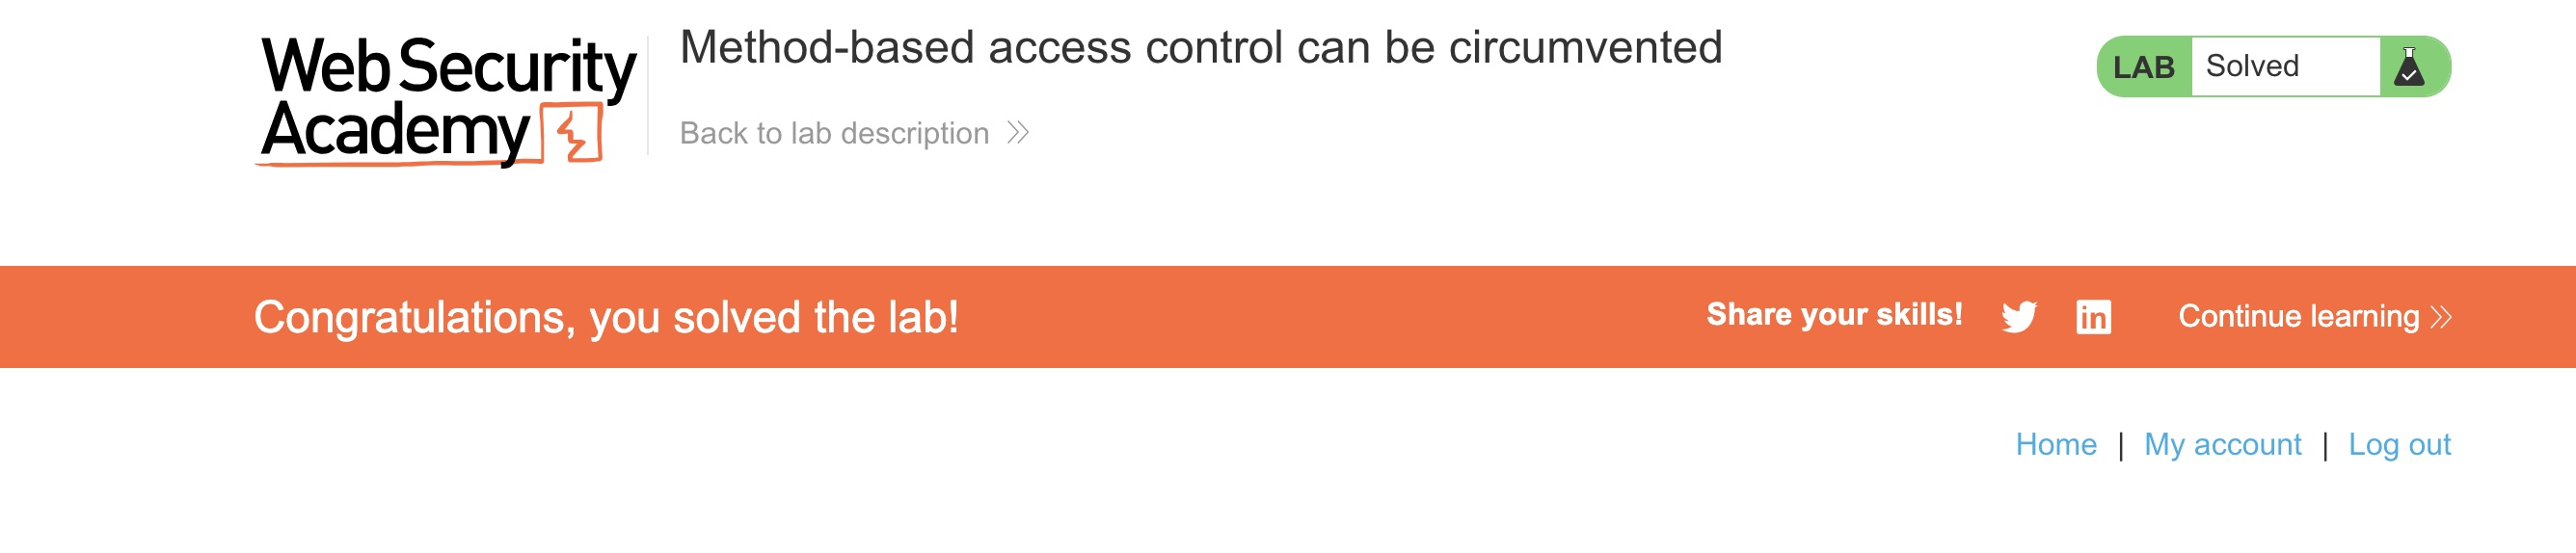 Web Security
Academy
Method-based access control can be circumvented
Back to lab description
LAB Solved
Congratulations, you solved the lab!
Share your skills!
in
Continue learning
Home | My account | Log out